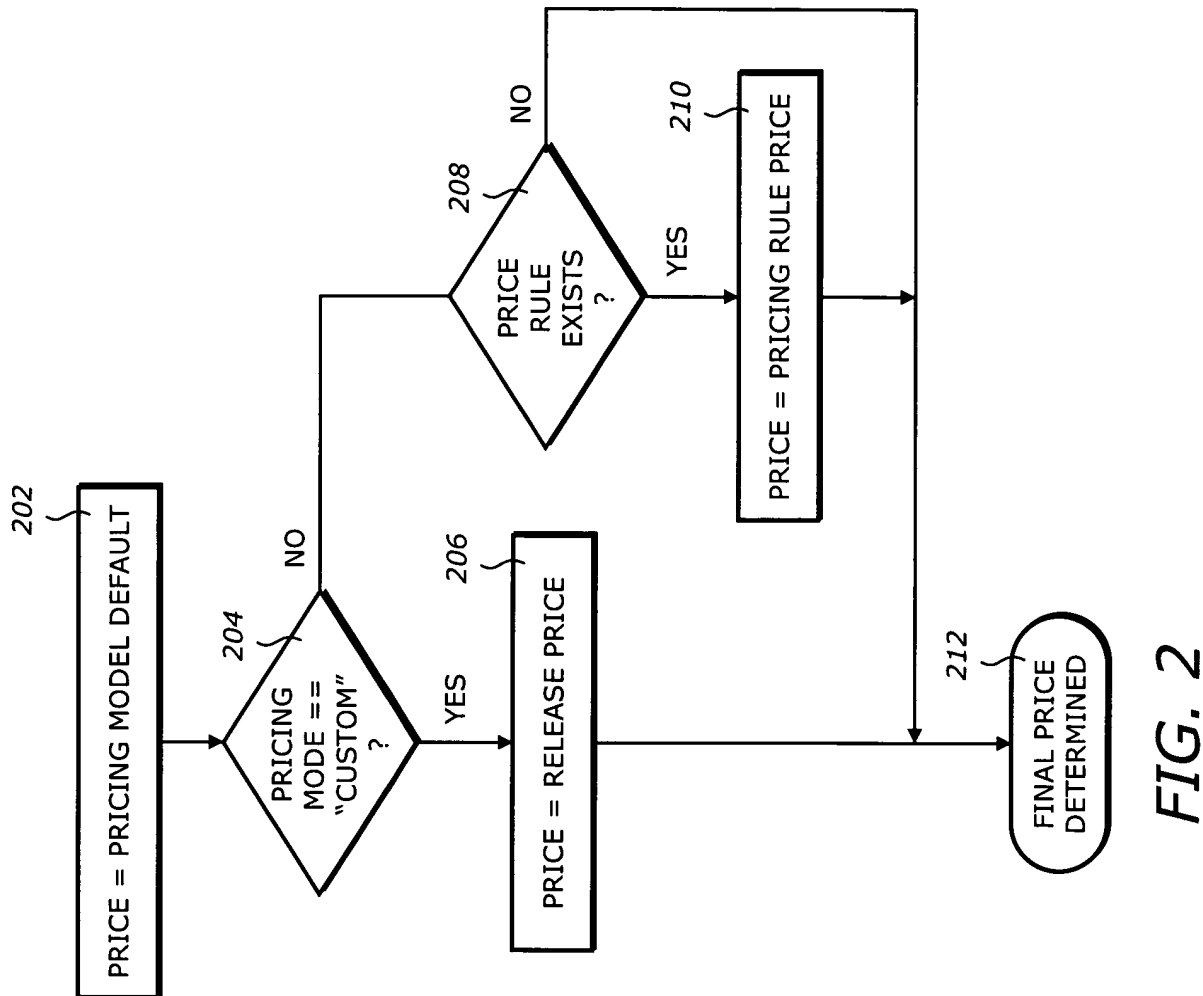 202
PRICE = PRICING MODEL DEFAULT
204
PRICING
MODE ==
"CUSTOM"
?
NO
YES
206
PRICE = RELEASE PRICE
208
PRICE
RULE
EXISTS
?
NO
YES
210
PRICE = PRICING RULE PRICE
212
FINAL PRICE
DETERMINED
FIG. 2